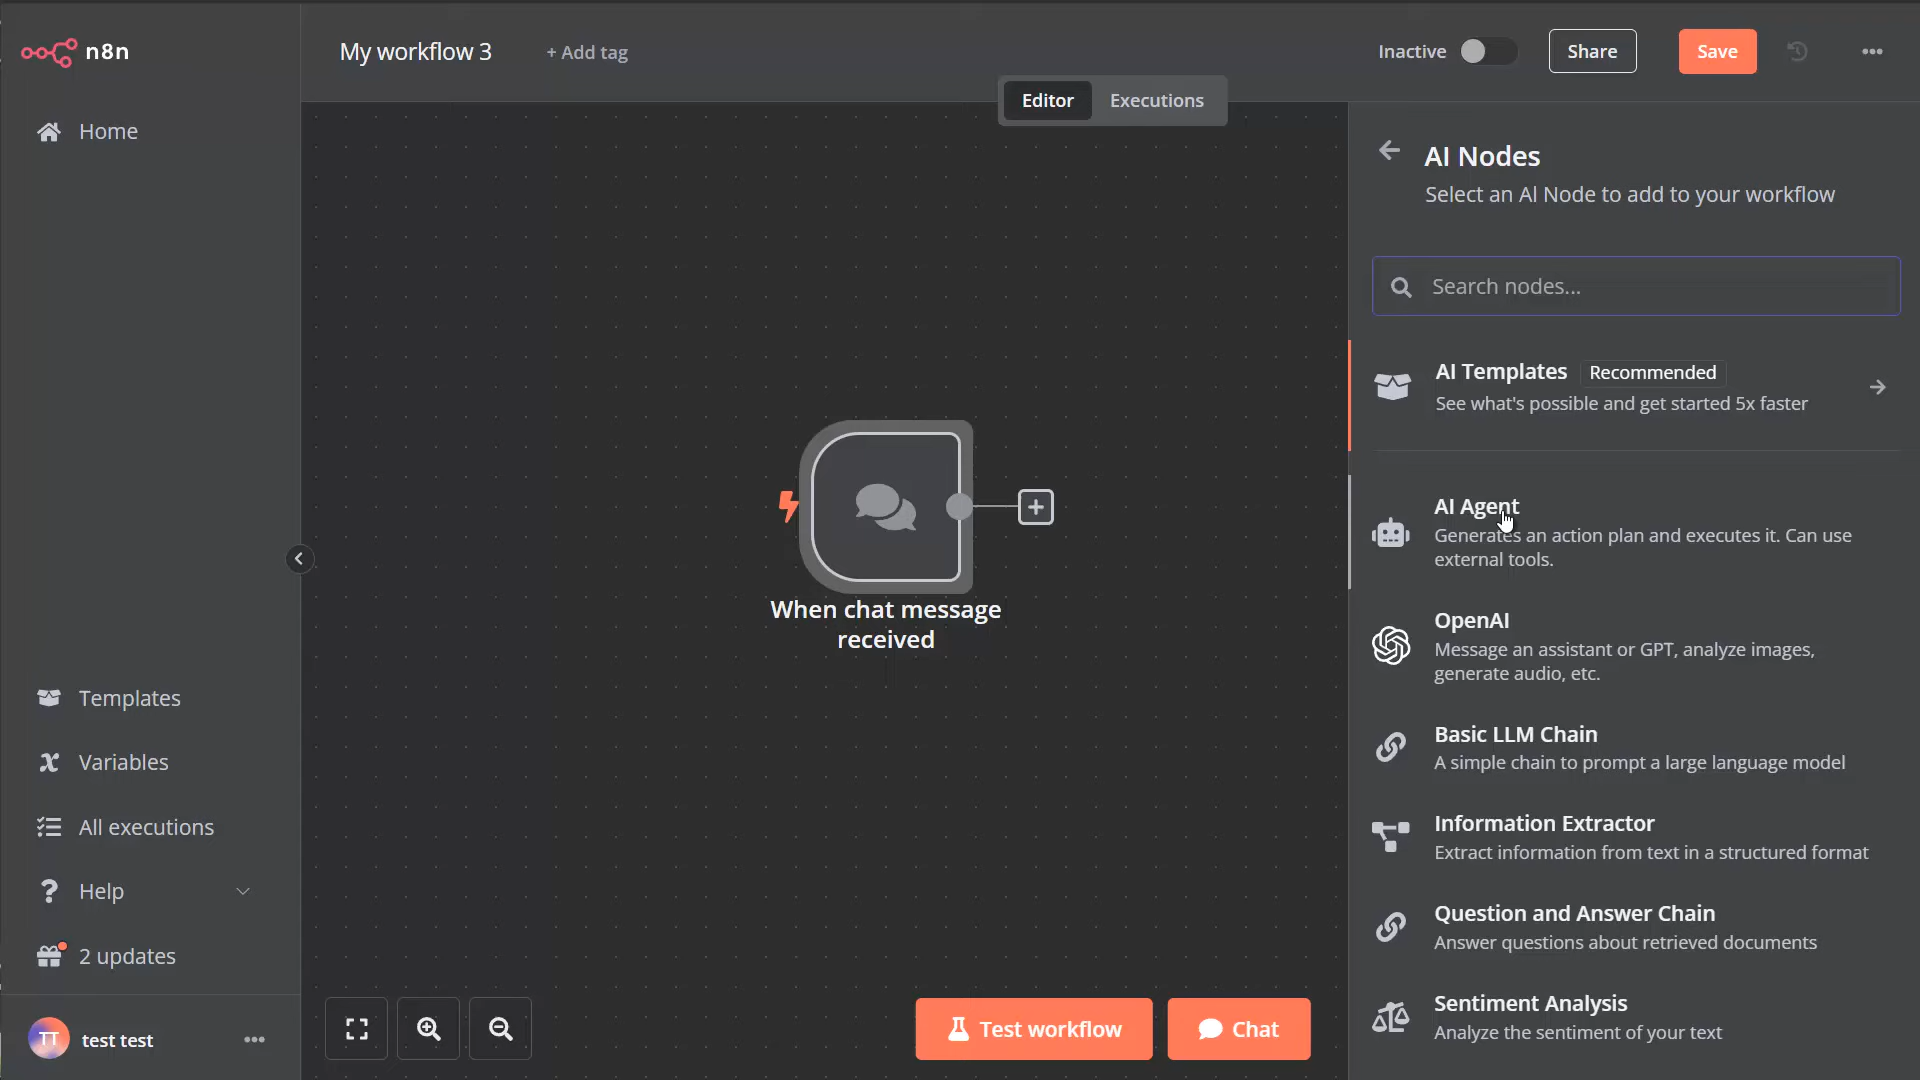 n8n
My workflow 3
+ Add tag
Inactive
Share
Save
Editor
Executions
Home
AI Nodes
Select an AI Node to add to your workflow
Search nodes...
AI Templates
Recommended
See what's possible and get started 5x faster
AI Agent
Generates an action plan and executes it. Can use
external tools.
OpenAI
Message an assistant or GPT, analyze images,
generate audio, etc.
Basic LLM Chain
A simple chain to prompt a large language model
Information Extractor
Extract information from text in a structured format
Question and Answer Chain
Answer questions about retrieved documents
Sentiment Analysis
Analyze the sentiment of your text
When chat message
received
Templates
Variables
All executions
Help
2 updates
TT
test test
Test workflow
Chat